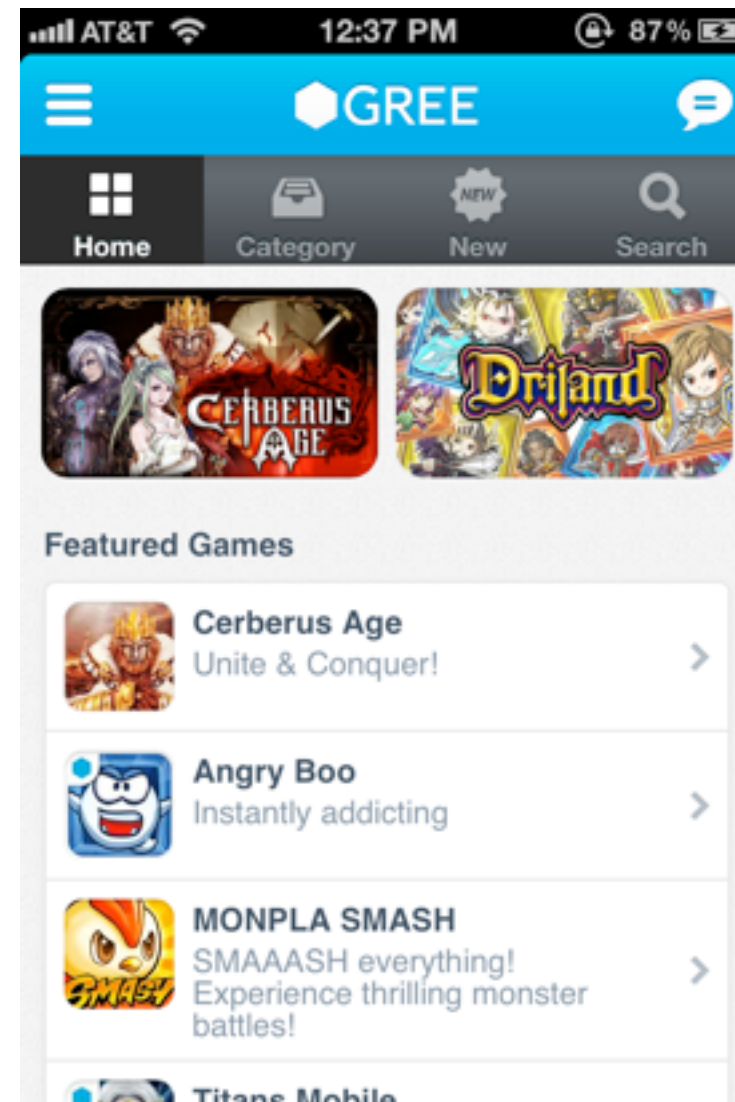 AT&T 12:37 PM 87%
GREE
NEW
Home Category New Search
CERBERUS
AGE
Driland
Featured Games
Cerberus Age
Unite & Conquer!
Angry Boo
Instantly addicting
MONPLA SMASH
SMAAASH everything!
Experience thrilling monster
battles!
SMASH
Titans Mobile